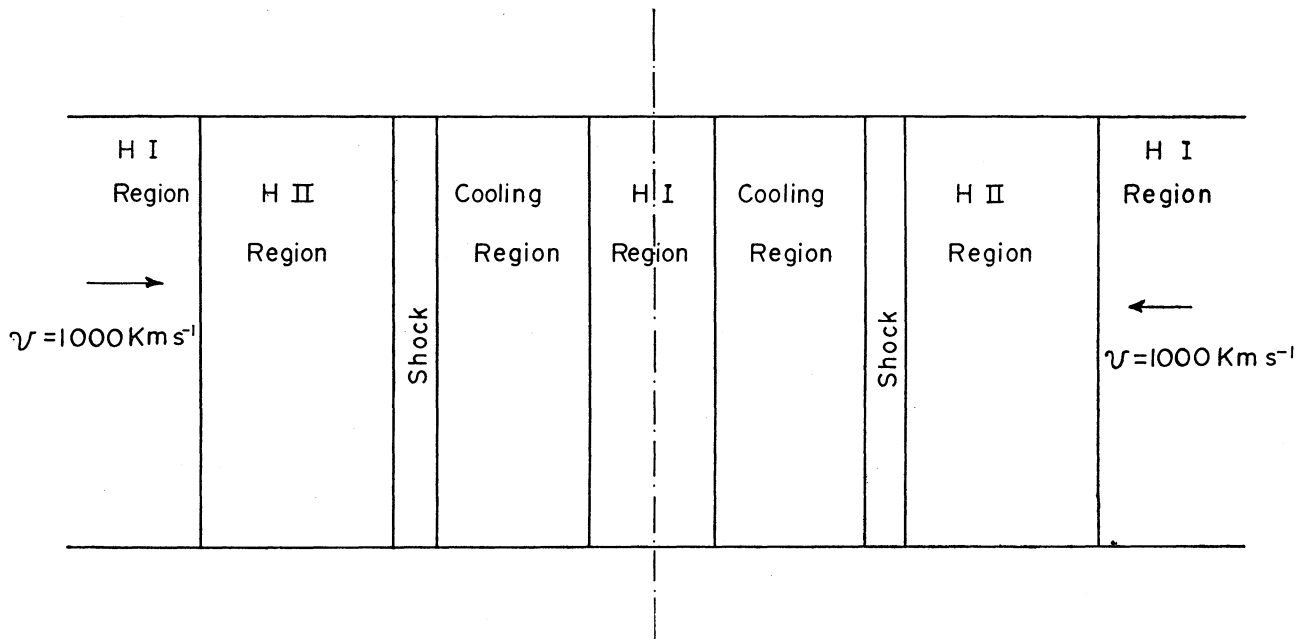 H I
Region
H II
Region
Shock
Cooling
Region
H I
Region
Cooling
Region
Shock
H II
Region
H I
Region
v = 1000 Km s⁻¹
v = 1000 Km s⁻¹